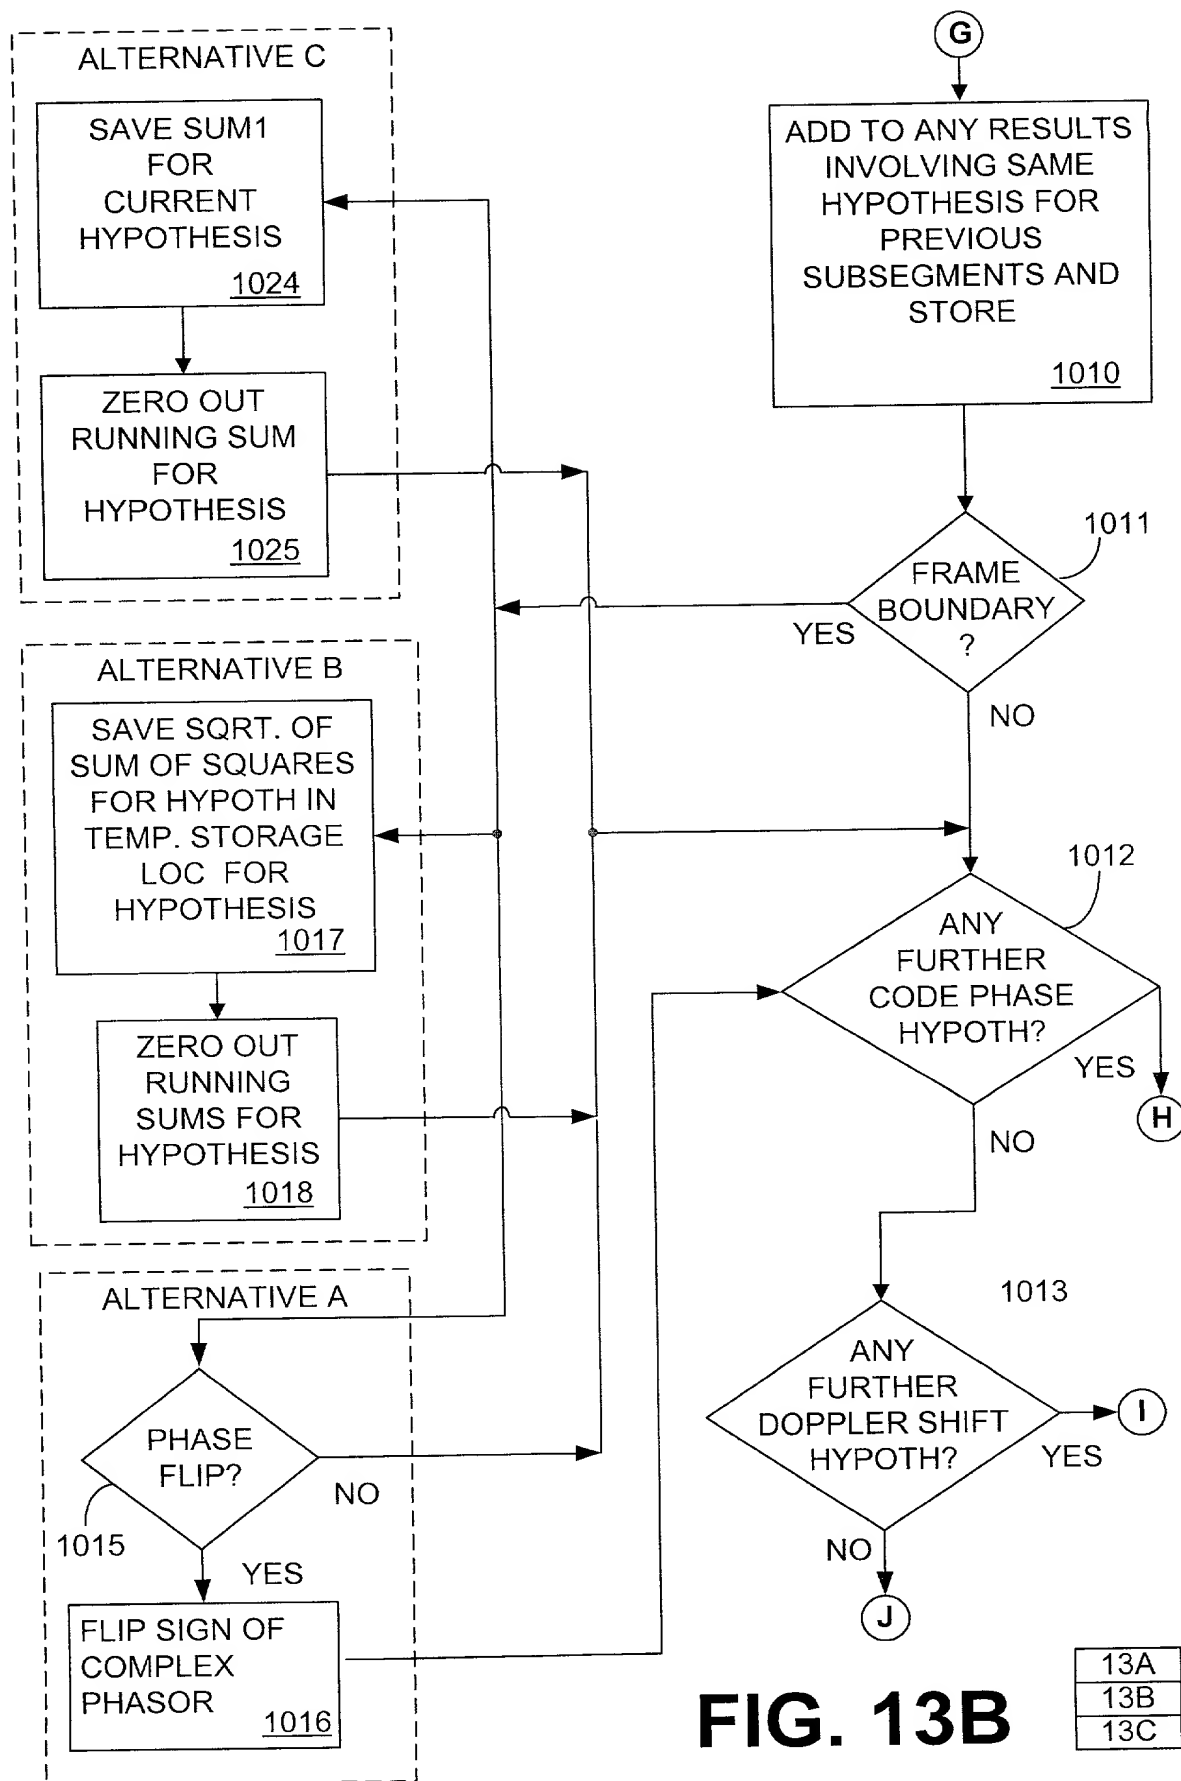 ALTERNATIVE C
SAVE SUM1
FOR
CURRENT
HYPOTHESIS
1024
ZERO OUT
RUNNING SUM
FOR
HYPOTHESIS
1025
ALTERNATIVE B
SAVE SQRT. OF
SUM OF SQUARES
FOR HYPOTH IN
TEMP. STORAGE
LOC FOR
HYPOTHESIS
1017
ZERO OUT
RUNNING
SUMS FOR
HYPOTHESIS
1018
ALTERNATIVE A
PHASE
FLIP?
NO
1015
YES
FLIP SIGN OF
COMPLEX
PHASOR
1016
G
ADD TO ANY RESULTS
INVOLVING SAME
HYPOTHESIS FOR
PREVIOUS
SUBSEGMENTS AND
STORE
1010
1011
FRAME
BOUNDARY
?
YES
NO
1012
ANY
FURTHER
CODE PHASE
HYPOTH?
YES
H
NO
1013
ANY
FURTHER
DOPPLER SHIFT
HYPOTH?
I
YES
NO
J
FIG. 13B
13A
13B
13C